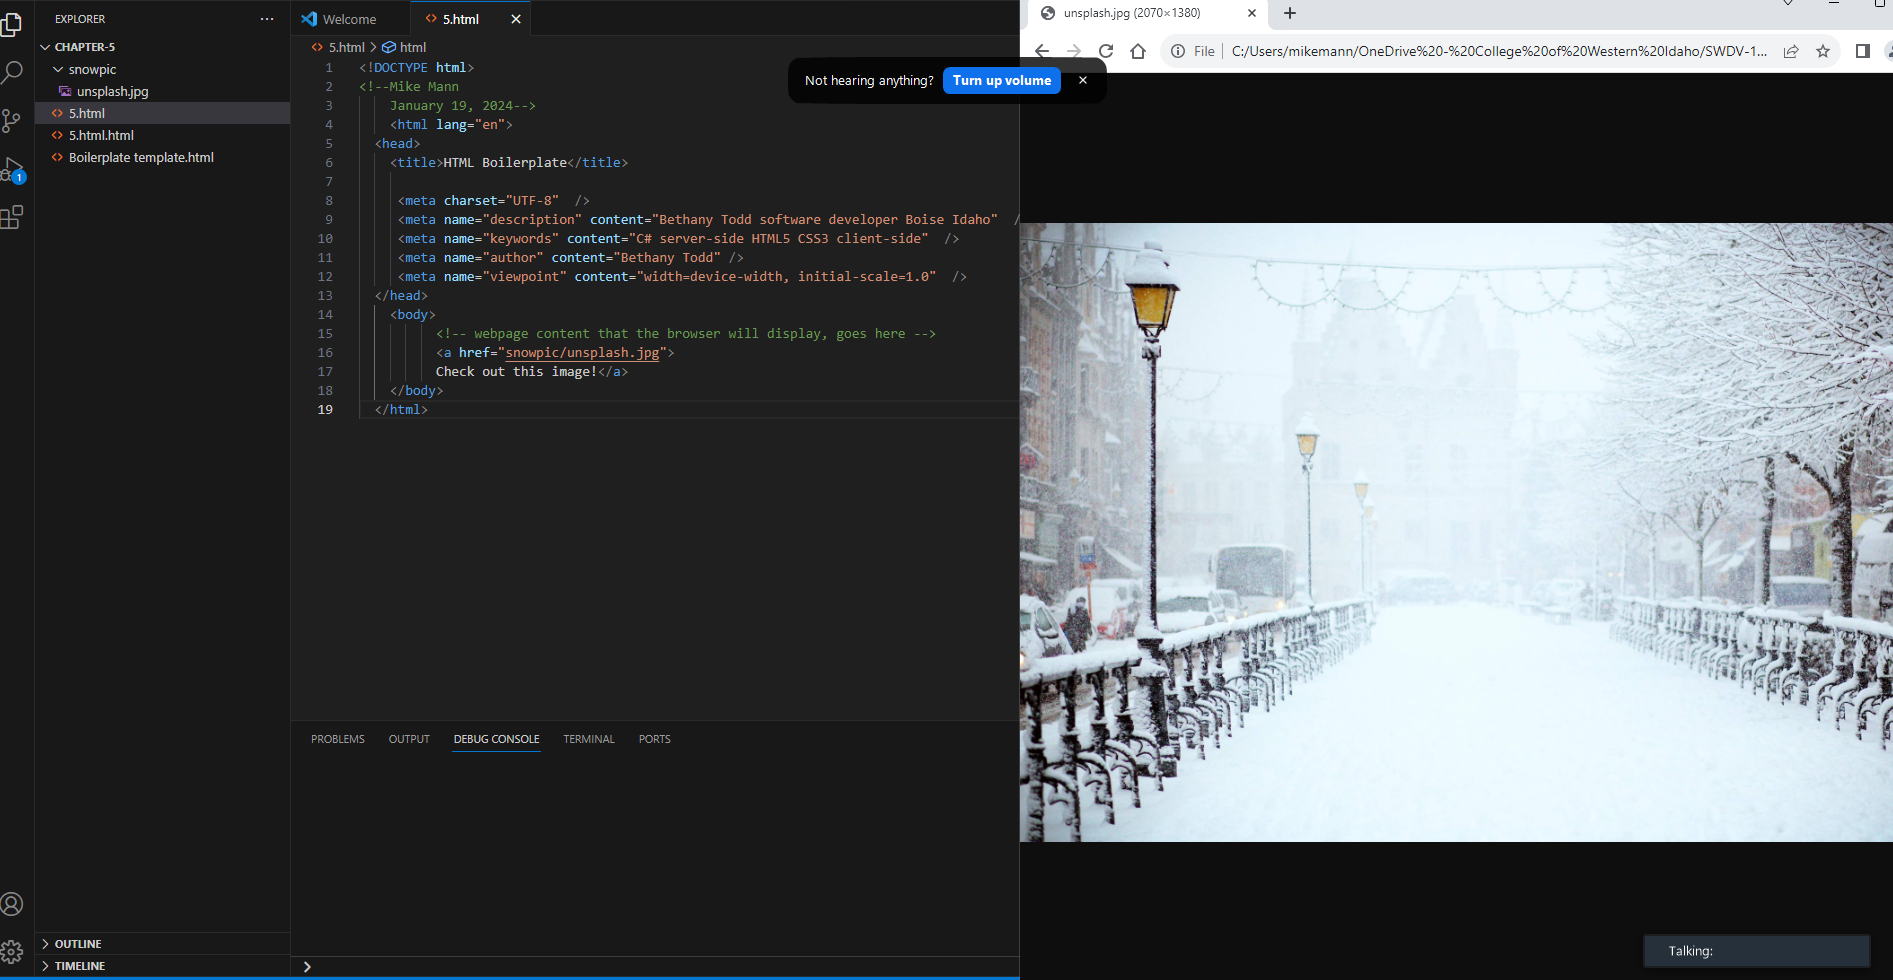 EXPLORER
CHAPTER-5
snowpic
unsplash.jpg
5.html
5.html.html
Boilerplate template.html
1
OUTLINE
TIMELINE
Welcome
5.html
5.html html
1 <!DOCTYPE html>
2 <!--Mike Mann
3 January 19, 2024-->
4 <html lang="en">
5 <head>
6 <title>HTML Boilerplate</title>
7
8 <meta charset="UTF-8"  />
9 <meta name="description" content="Bethany Todd software developer Boise Idaho"  /
10 <meta name="keywords" content="C# server-side HTML5 CSS3 client-side"  />
11 <meta name="author" content="Bethany Todd" />
12 <meta name="viewpoint" content="width=device-width, initial-scale=1.0"  />
13 </head>
14 <body>
15 <!-- webpage content that the browser will display, goes here -->
16 <a href="snowpic/unsplash.jpg">
17 Check out this image!</a>
18 </body>
19 </html>
PROBLEMS OUTPUT DEBUG CONSOLE TERMINAL PORTS
Not hearing anything? Turn up volume
unsplash.jpg (2070×1380)
File C:/Users/mikemann/OneDrive%20-%20College%20of%20Western%20Idaho/SWDV-1...
Talking: